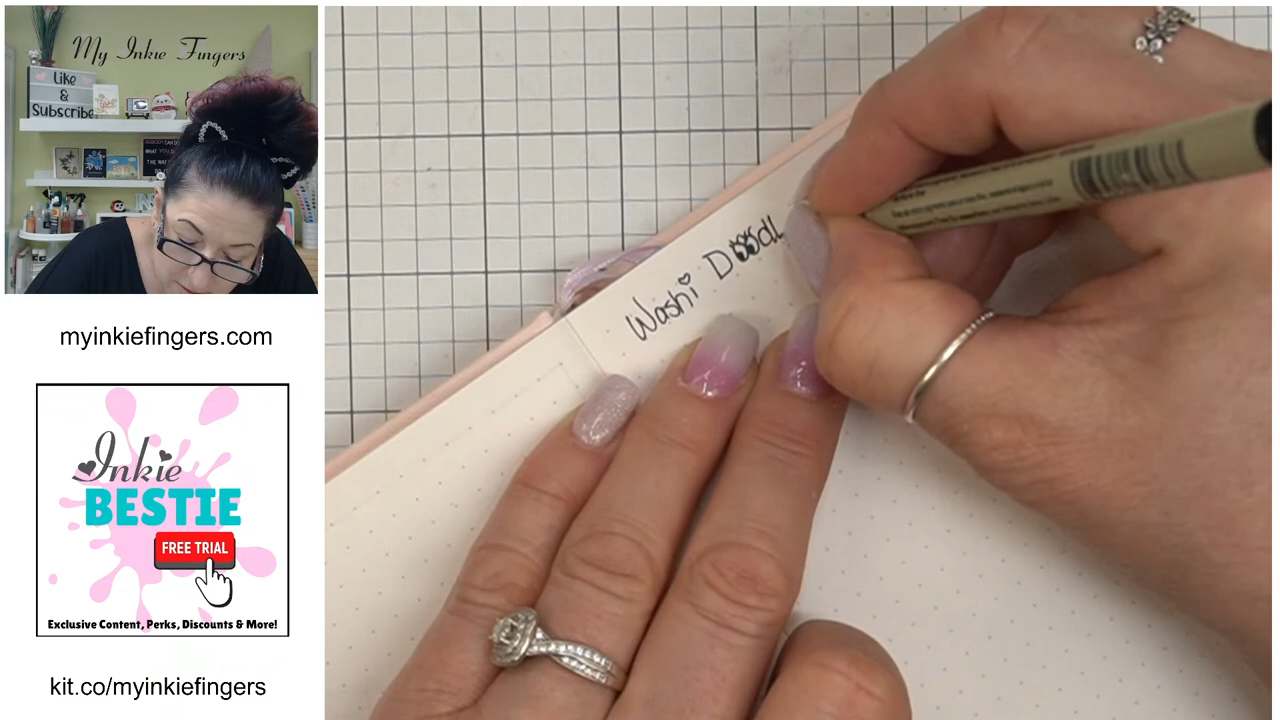 My Inkie Fingers
Like
&
Subscribe
myinkiefingers.com
Inkie
BESTIE
FREE TRIAL
Exclusive Content, Perks, Discounts & More!
kit.co/myinkiefingers
Washi Doodl